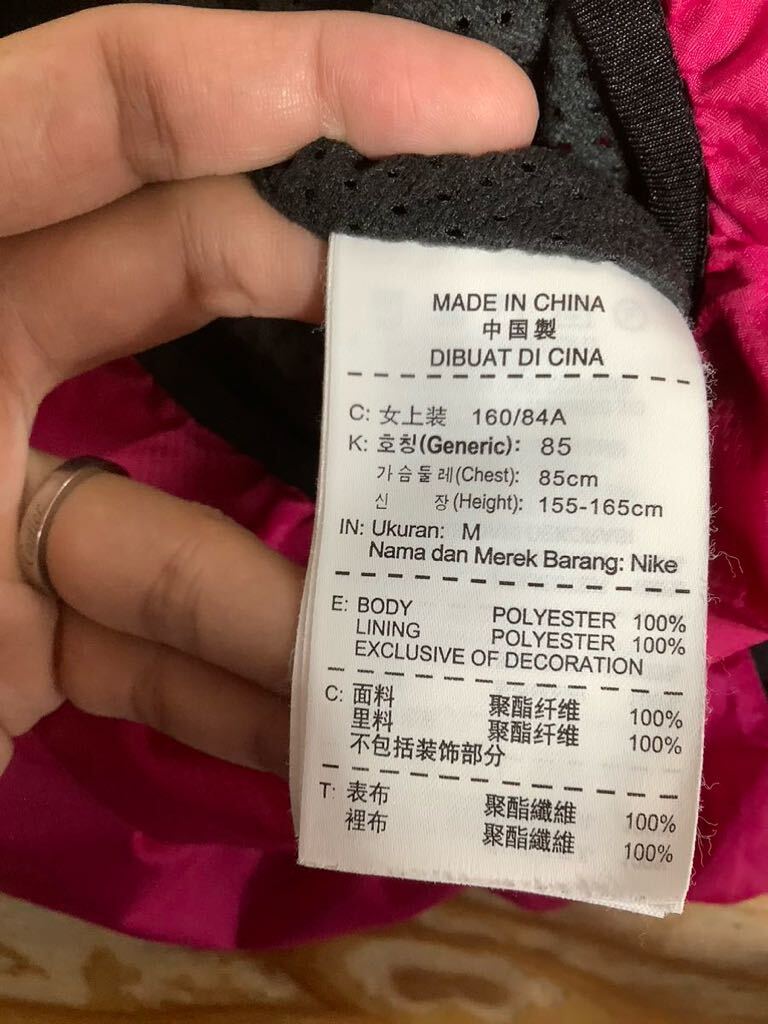 MADE IN CHINA
中国製
DIBUAT DI CINA
C: 女上装 160/84A
K: 호칭(Generic): 85
가슴둘레(Chest): 85cm
신 장(Height): 155-165cm
IN: Ukuran: M
Nama dan Merek Barang: Nike
E: BODY POLYESTER 100%
LINING POLYESTER 100%
EXCLUSIVE OF DECORATION
C: 面料 聚酯纤维 100%
里料 聚酯纤维 100%
不包括装饰部分
T: 表布 聚酯纖維 100%
裡布 聚酯纖維 100%